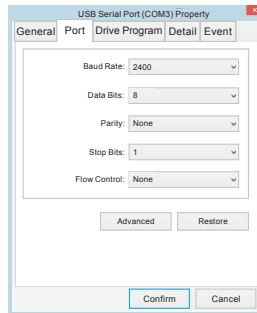 USB Serial Port (COM3) Property
General Port Drive Program Detail Event
Baud Rate: 2400
Data Bits: 8
Parity: None
Stop Bits: 1
Flow Control: None
Advanced Restore
Confirm Cancel